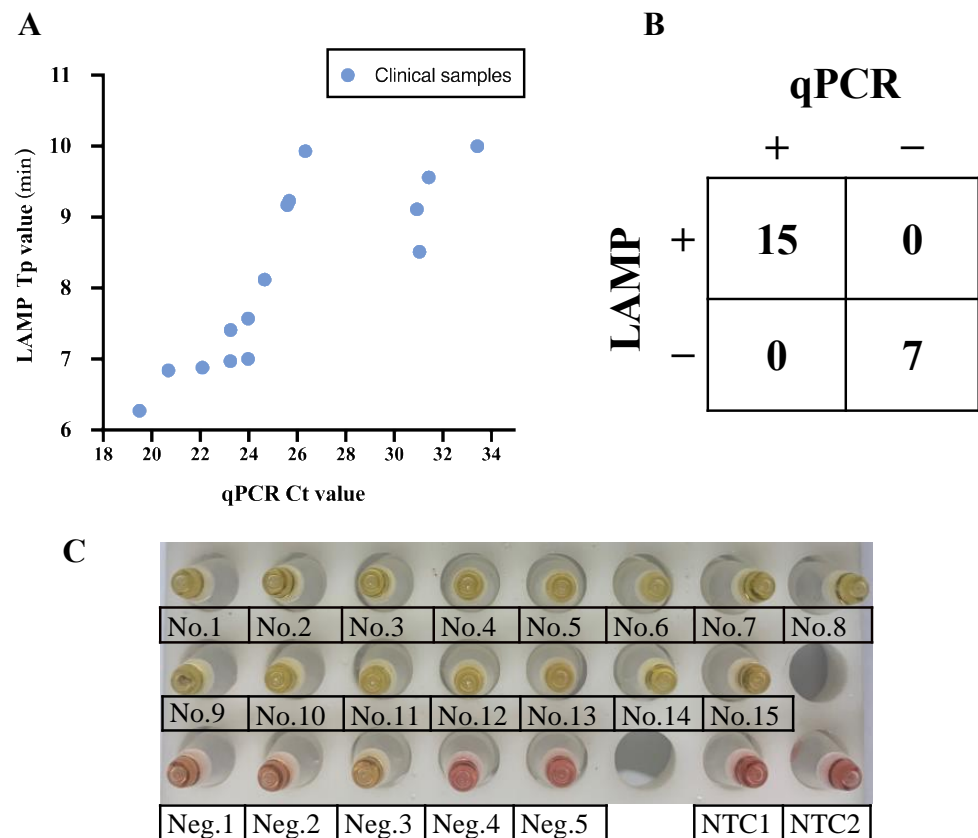 A
B
Clinical samples
LAMP Tp value (min)
11
10
9
8
7
6
18 20 22 24 26 28 30 32 34
qPCR Ct value
qPCR
+ −
LAMP
+ 15 0
− 0 7
C
No.1 No.2 No.3 No.4 No.5 No.6 No.7 No.8
No.9 No.10 No.11 No.12 No.13 No.14 No.15
Neg.1 Neg.2 Neg.3 Neg.4 Neg.5 NTC1 NTC2